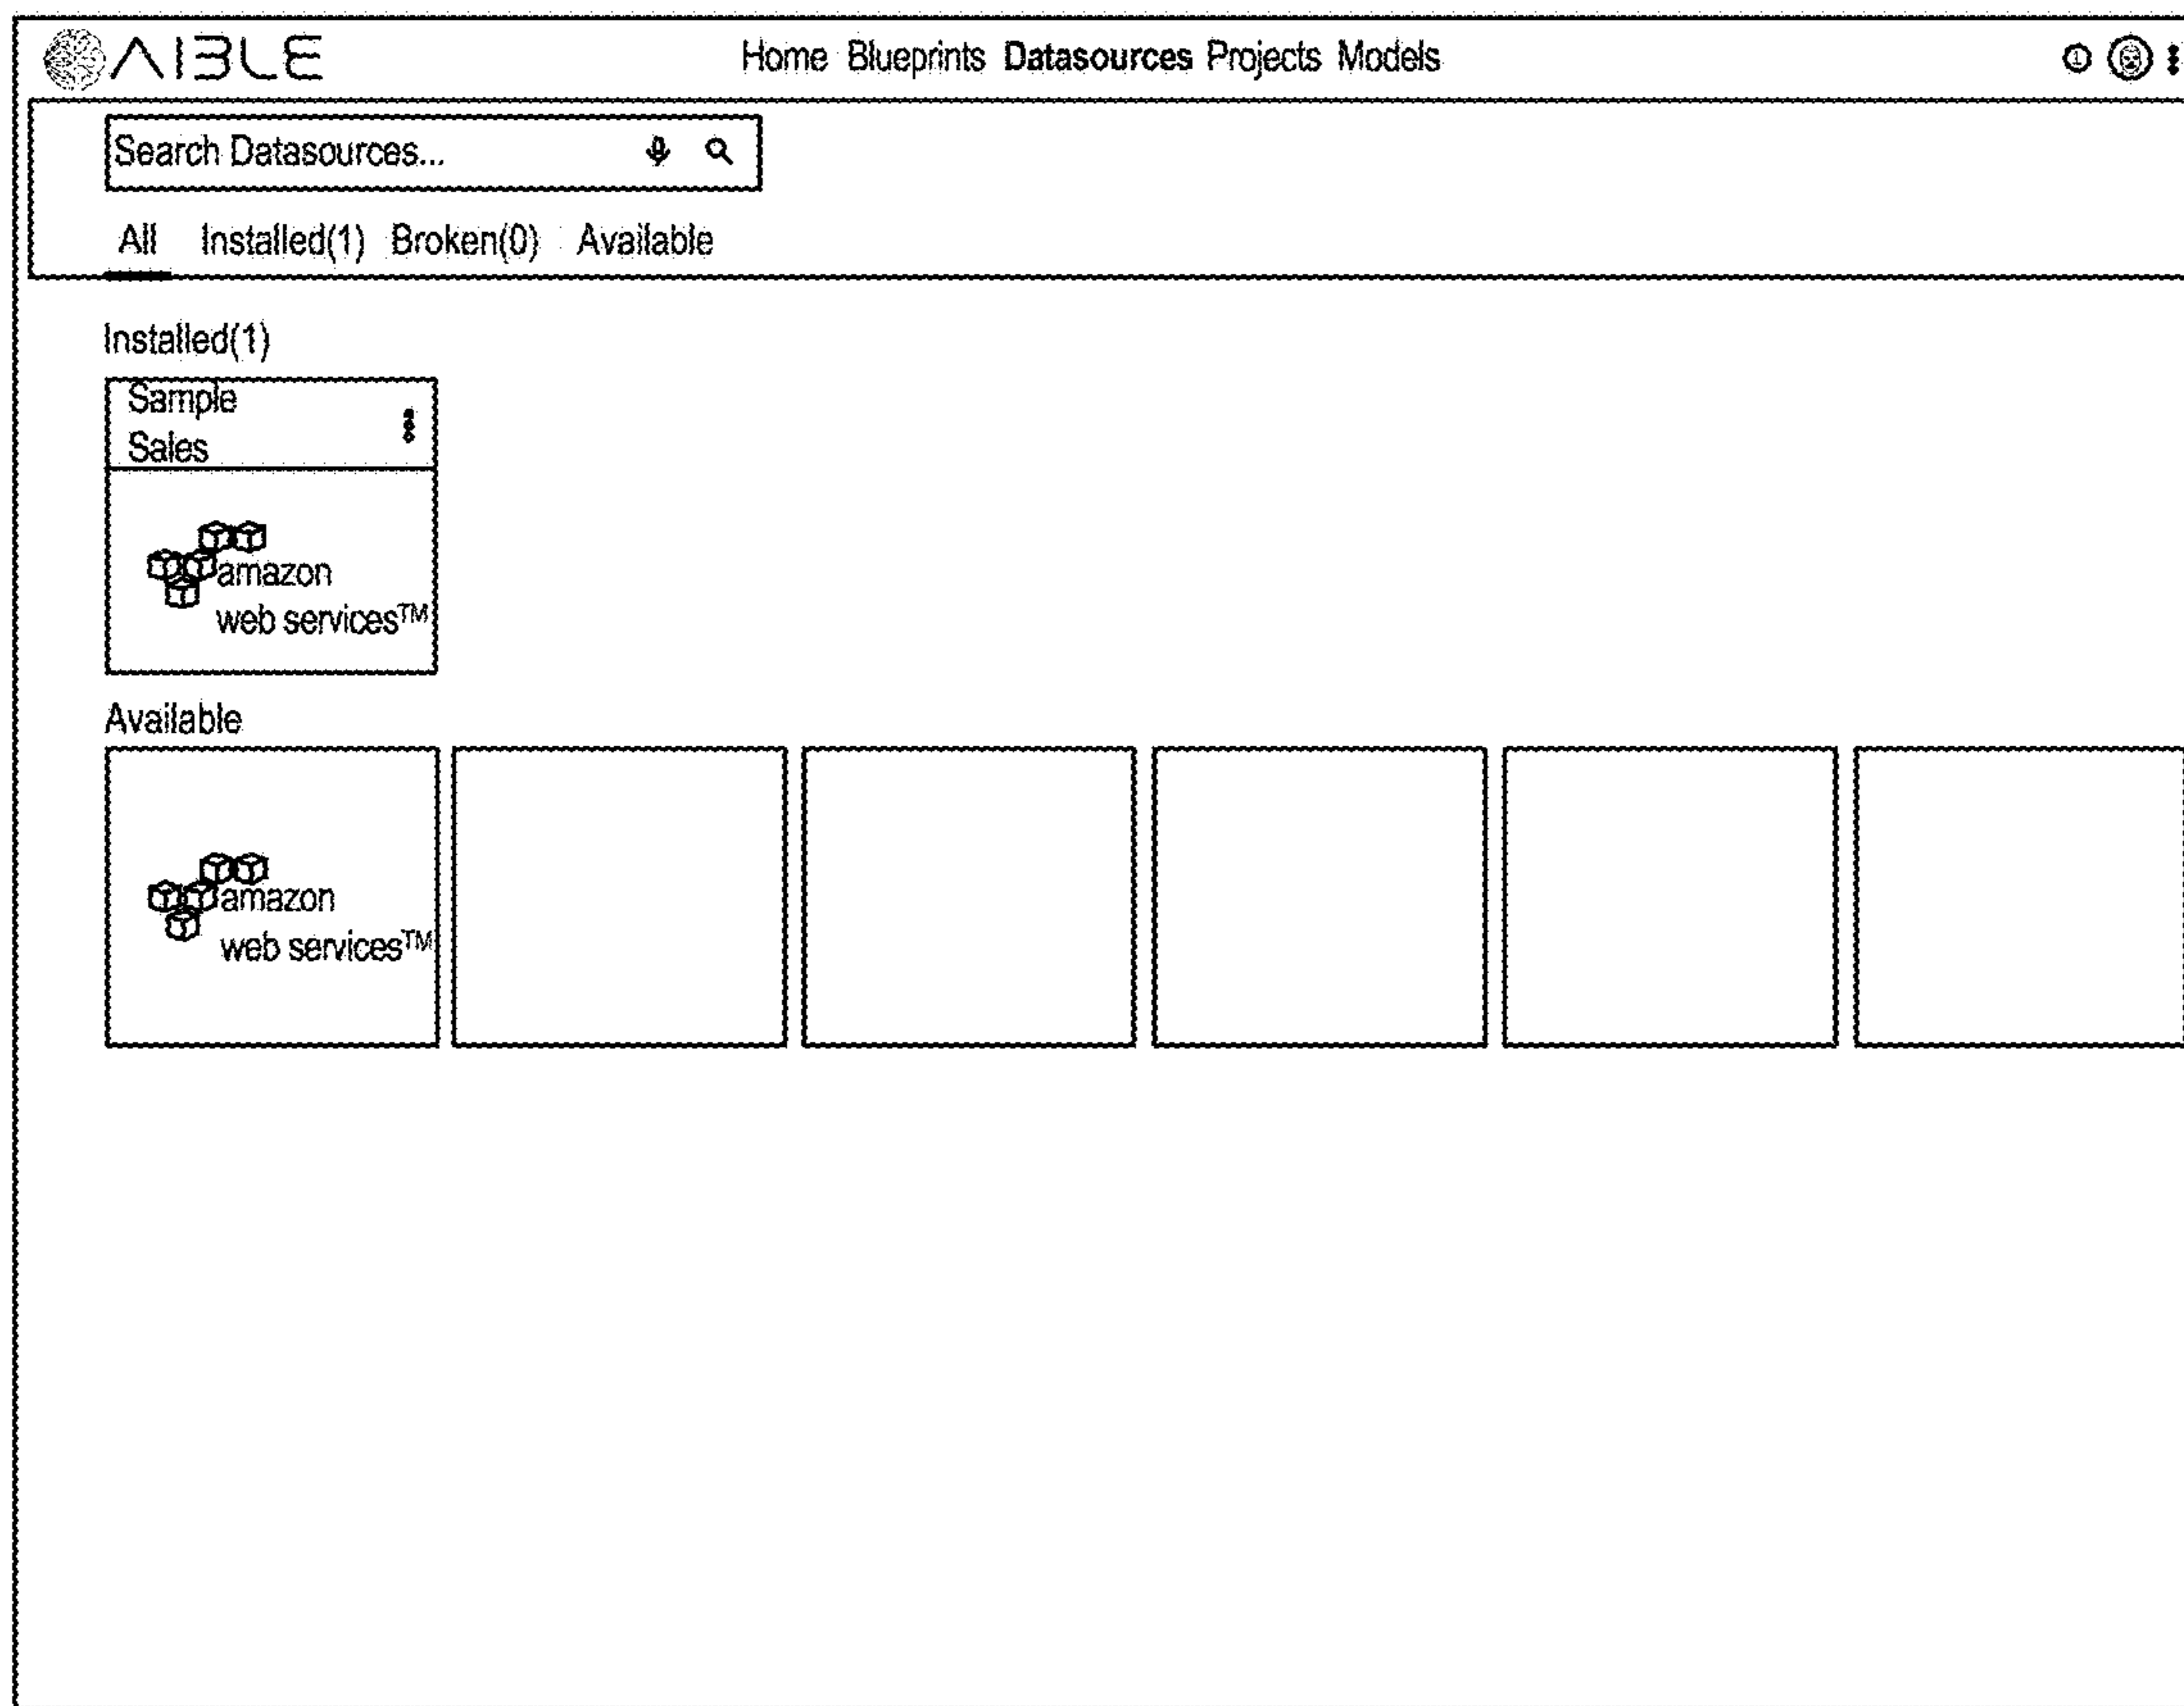 AIBLE
Home Blueprints Datasources Projects Models
Search Datasources...
All Installed(1) Broken(0) Available
Installed(1)
Sample
Sales
amazon
web services™
Available
amazon
web services™